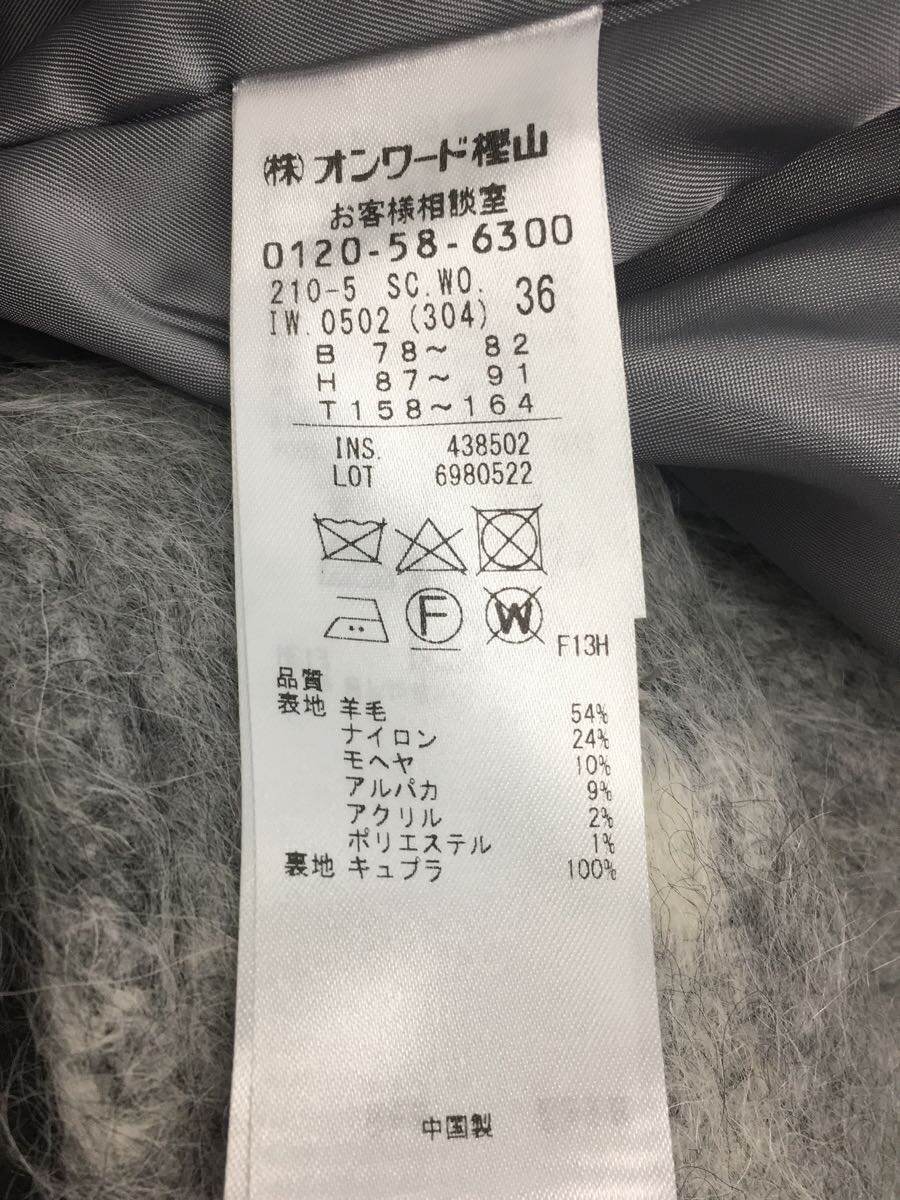 ㈱オンワード樫山
お客様相談室
0120-58-6300
210-5 SC.WO.
IW.0502(304) 36
B 78~ 82
H 87~ 91
T158~164
INS. 438502
LOT 6980522
F
W
F13H
品質
表地 羊毛 54%
ナイロン 24%
モヘヤ 10%
アルパカ 9%
アクリル 2%
ポリエステル 1%
裏地 キュプラ 100%
中国製